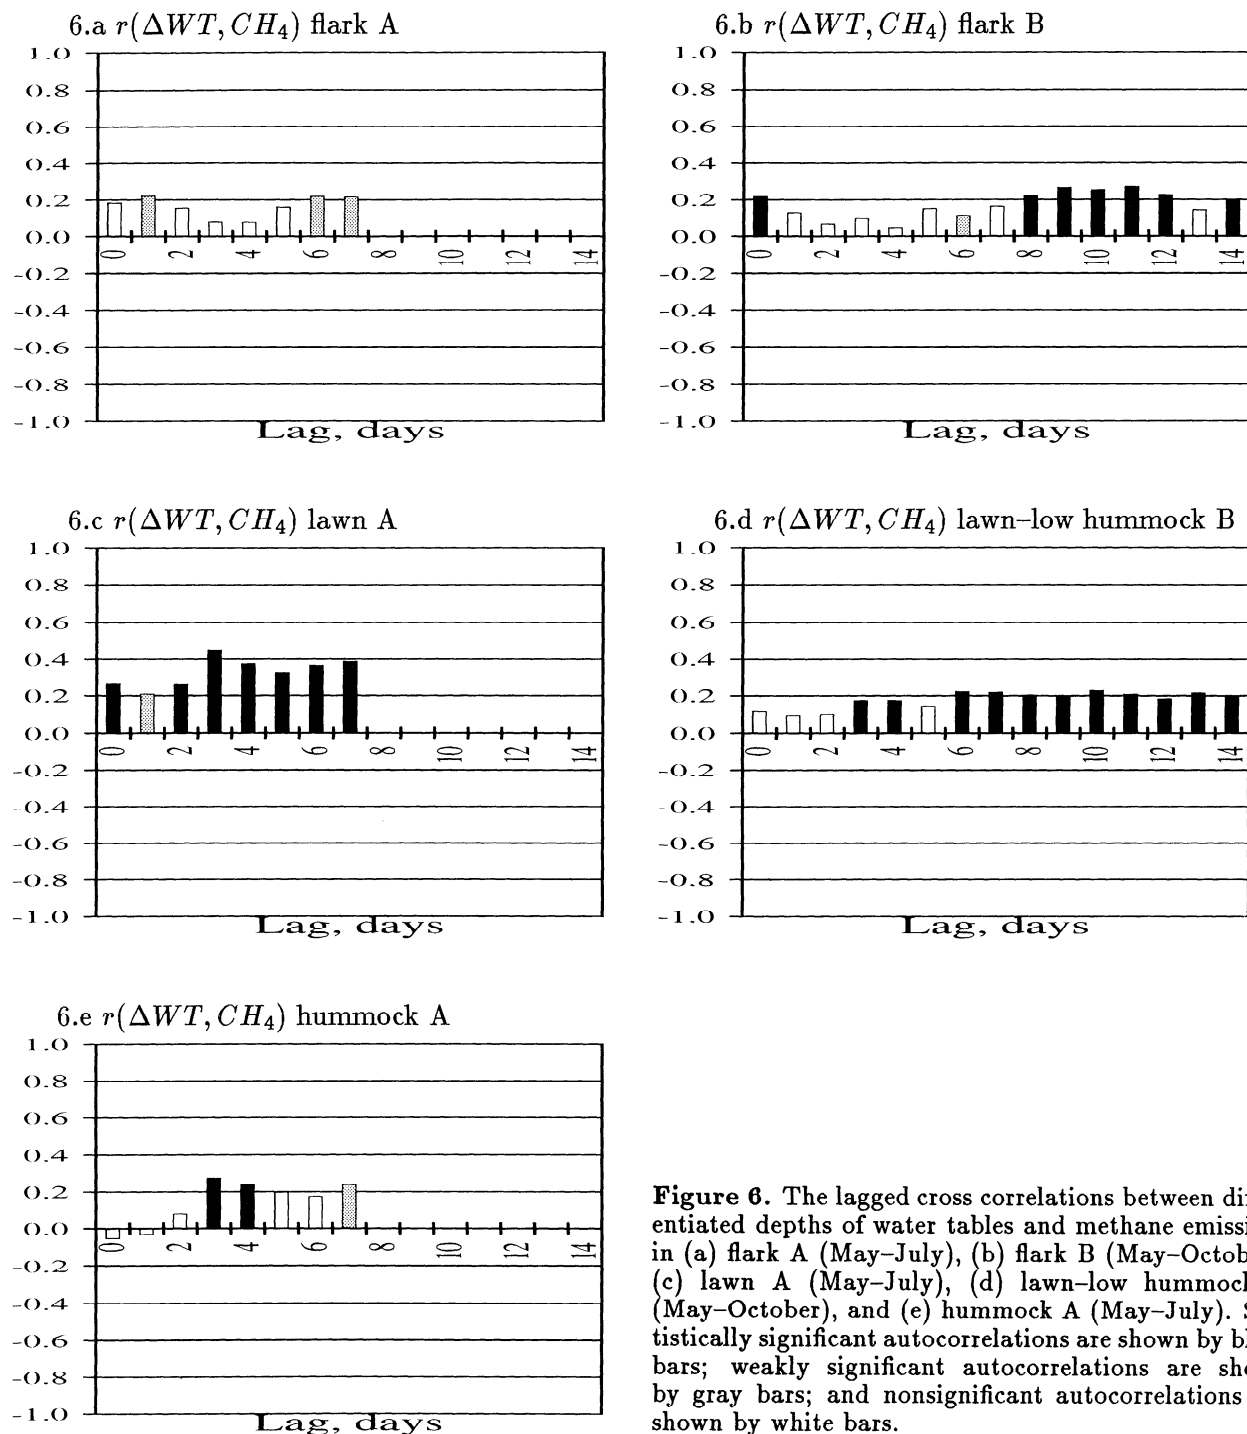 6.a r(ΔWT, CH₄) flark A
1.0
0.8
0.6
0.4
0.2
0.0
-0.2
-0.4
-0.6
-0.8
-1.0
0 2 4 6 8 10 12 14
Lag, days
6.b r(ΔWT, CH₄) flark B
1.0
0.8
0.6
0.4
0.2
0.0
-0.2
-0.4
-0.6
-0.8
-1.0
0 2 4 6 8 10 12 14
Lag, days
6.c r(ΔWT, CH₄) lawn A
1.0
0.8
0.6
0.4
0.2
0.0
-0.2
-0.4
-0.6
-0.8
-1.0
0 2 4 6 8 10 12 14
Lag, days
6.d r(ΔWT, CH₄) lawn–low hummock B
1.0
0.8
0.6
0.4
0.2
0.0
-0.2
-0.4
-0.6
-0.8
-1.0
0 2 4 6 8 10 12 14
Lag, days
6.e r(ΔWT, CH₄) hummock A
1.0
0.8
0.6
0.4
0.2
0.0
-0.2
-0.4
-0.6
-0.8
-1.0
0 2 4 6 8 10 12 14
Lag, days
Figure 6. The lagged cross correlations between
entiated depths of water tables and methane
in (a) flark A (May–July), (b) flark B
(c) lawn A (May–July), (d) lawn–low hummock
(May–October), and (e) hummock A (May–July).
tistically significant autocorrelations are shown by
bars; weakly significant autocorrelations are
by gray bars; and nonsignificant autocorrelations
shown by white bars.